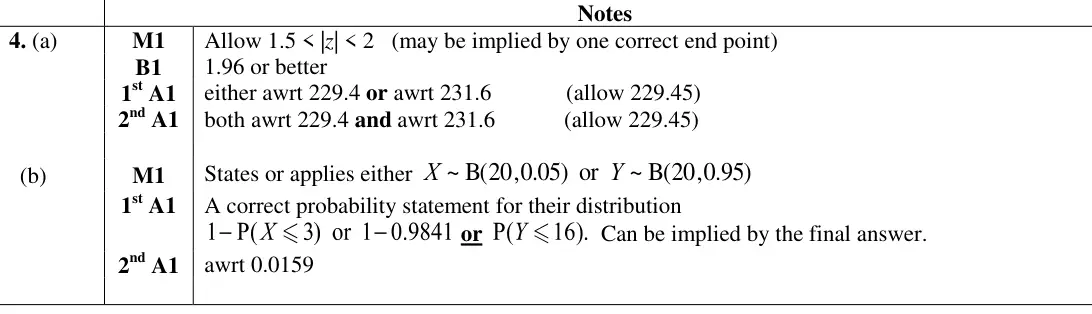 Notes
4. (a) M1 Allow 1.5 < |z| < 2 (may be implied by one correct end point)
B1 1.96 or better
1st A1 either awrt 229.4 or awrt 231.6 (allow 229.45)
2nd A1 both awrt 229.4 and awrt 231.6 (allow 229.45)
(b) M1 States or applies either X ~ B(20,0.05) or Y ~ B(20,0.95)
1st A1 A correct probability statement for their distribution
1 – P(X ⩽ 3) or 1 – 0.9841 or P(Y ⩽ 16). Can be implied by the final answer.
2nd A1 awrt 0.0159